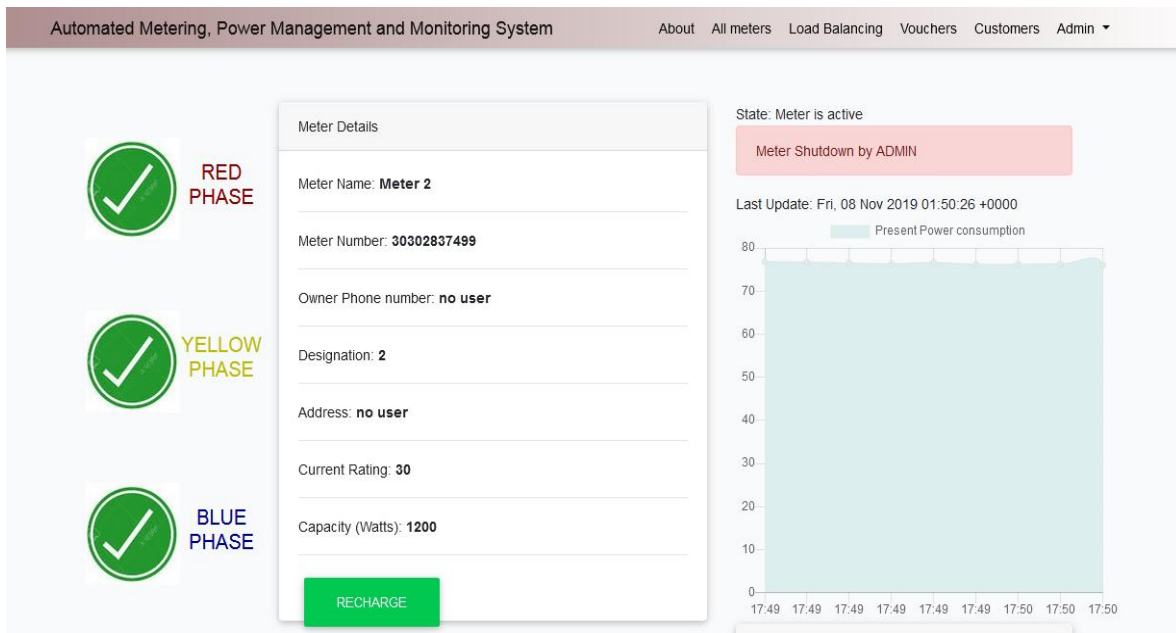 Automated Metering, Power Management and Monitoring System
About All meters Load Balancing Vouchers Customers Admin
RED
PHASE
YELLOW
PHASE
BLUE
PHASE
Meter Details
Meter Name: Meter 2
Meter Number: 30302837499
Owner Phone number: no user
Designation: 2
Address: no user
Current Rating: 30
Capacity (Watts): 1200
RECHARGE
State: Meter is active
Meter Shutdown by ADMIN
Last Update: Fri, 08 Nov 2019 01:50:26 +0000
Present Power consumption
80
70
60
50
40
30
20
10
0
17:49 17:49 17:49 17:49 17:49 17:49 17:50 17:50 17:50